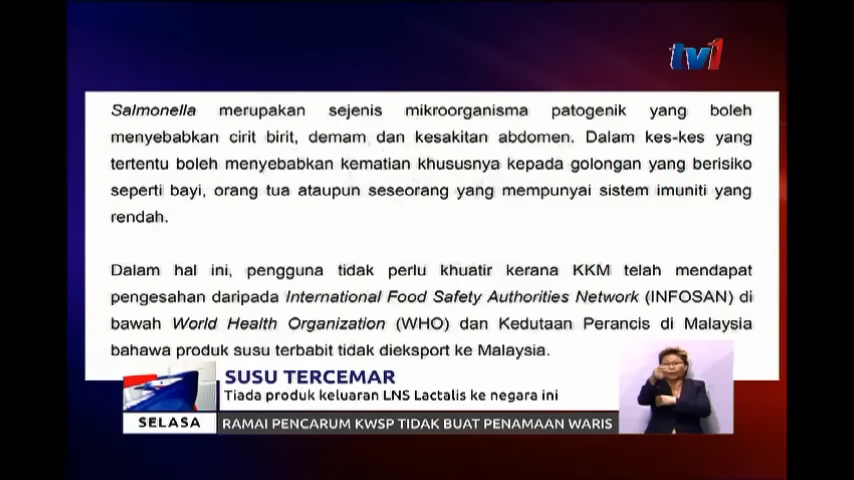 tv1
Salmonella merupakan sejenis mikroorganisma patogenik yang boleh
menyebabkan cirit birit, demam dan kesakitan abdomen. Dalam kes-kes yang
tertentu boleh menyebabkan kematian khususnya kepada golongan yang berisiko
seperti bayi, orang tua ataupun seseorang yang mempunyai sistem imuniti yang
rendah.
Dalam hal ini, pengguna tidak perlu khuatir kerana KKM telah mendapat
pengesahan daripada International Food Safety Authorities Network (INFOSAN) di
bawah World Health Organization (WHO) dan Kedutaan Perancis di Malaysia
bahawa produk susu terbabit tidak dieksport ke Malaysia.
SUSU TERCEMAR
Tiada produk keluaran LNS Lactalis ke negara ini
SELASA
RAMAI PENCARUM KWSP TIDAK BUAT PENAMAAN WARIS